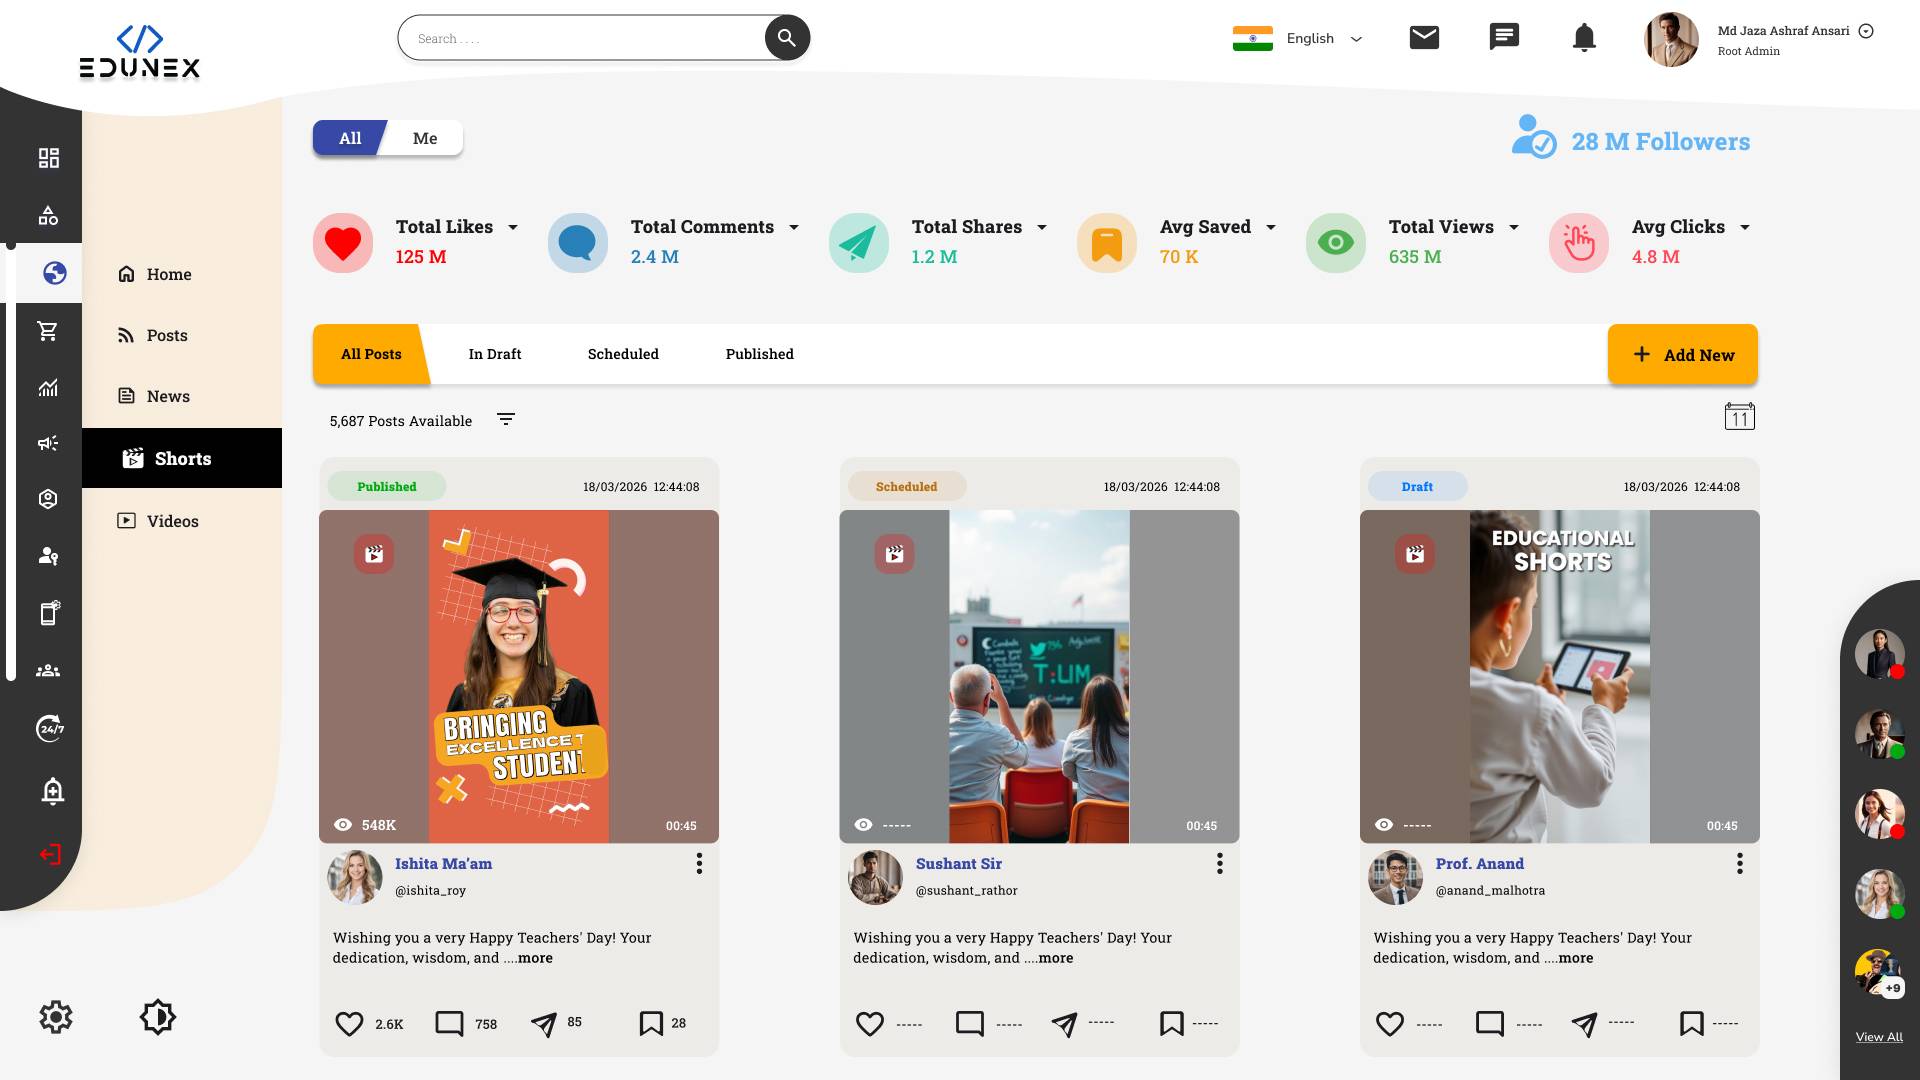 EDUNEX
Search . . . .
English
Md Jaza Ashraf Ansari
Root Admin
All
Me
28 M Followers
Total Likes
125 M
Total Comments
2.4 M
Total Shares
1.2 M
Avg Saved
70 K
Total Views
635 M
Avg Clicks
4.8 M
Home
Posts
News
Shorts
Videos
24/7
All Posts
In Draft
Scheduled
Published
Add New
5,687 Posts Available
11
Published
18/03/2026 12:44:08
BRINGING
EXCELLENCE T
STUDENT
548K
00:45
Ishita Ma'am
@ishita_roy
Wishing you a very Happy Teachers' Day! Your
dedication, wisdom, and ....more
2.6K
758
85
28
Scheduled
18/03/2026 12:44:08
T:LIM
-----
00:45
Sushant Sir
@sushant_rathor
Wishing you a very Happy Teachers' Day! Your
dedication, wisdom, and ....more
-----
-----
-----
-----
Draft
18/03/2026 12:44:08
EDUCATIONAL
SHORTS
-----
00:45
Prof. Anand
@anand_malhotra
Wishing you a very Happy Teachers' Day! Your
dedication, wisdom, and ....more
-----
-----
-----
-----
+9
View All